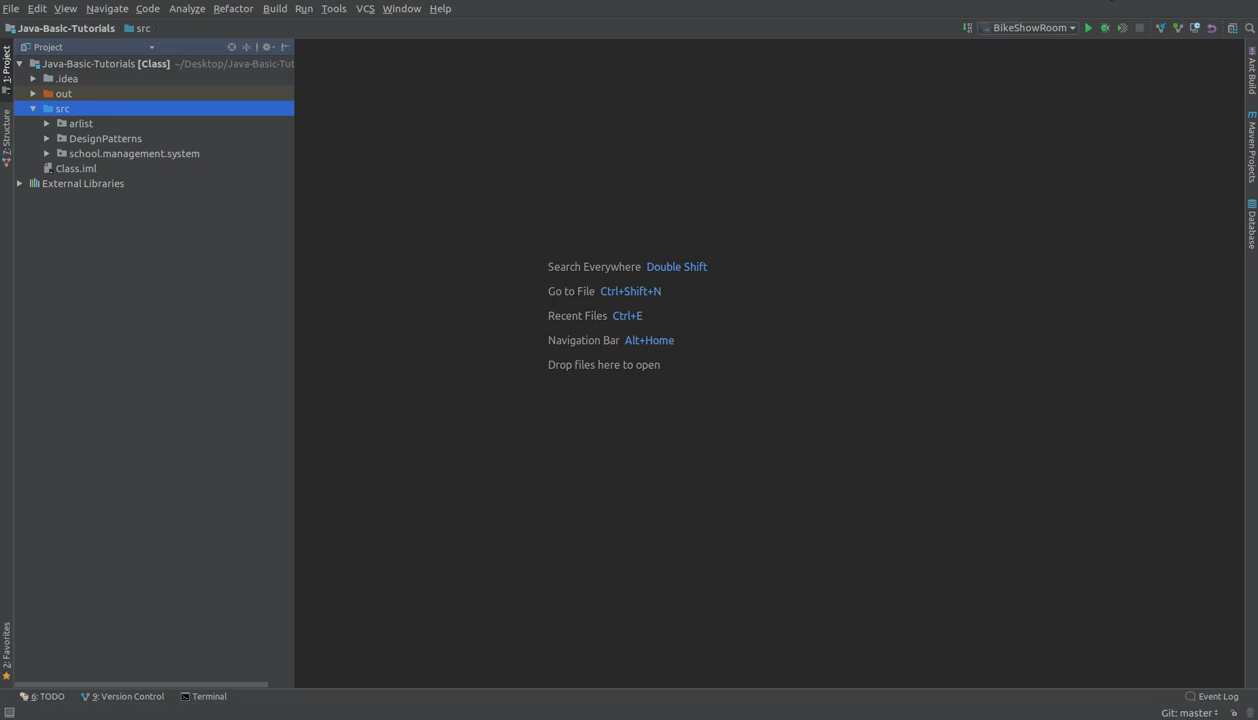 File Edit View Navigate Code Analyze Refactor Build Run Tools VCS Window Help
Java-Basic-Tutorials src BikeShowRoom
Project
Java-Basic-Tutorials [Class] ~/Desktop/Java-Basic-Tut
.idea
out
src
arlist
DesignPatterns
school.management.system
Class.iml
External Libraries
1: Project
7: Structure
2: Favorites
Search Everywhere Double Shift
Go to File Ctrl+Shift+N
Recent Files Ctrl+E
Navigation Bar Alt+Home
Drop files here to open
Ant Build
m Maven Projects
Database
6: TODO 9: Version Control Terminal Event Log
Git: master